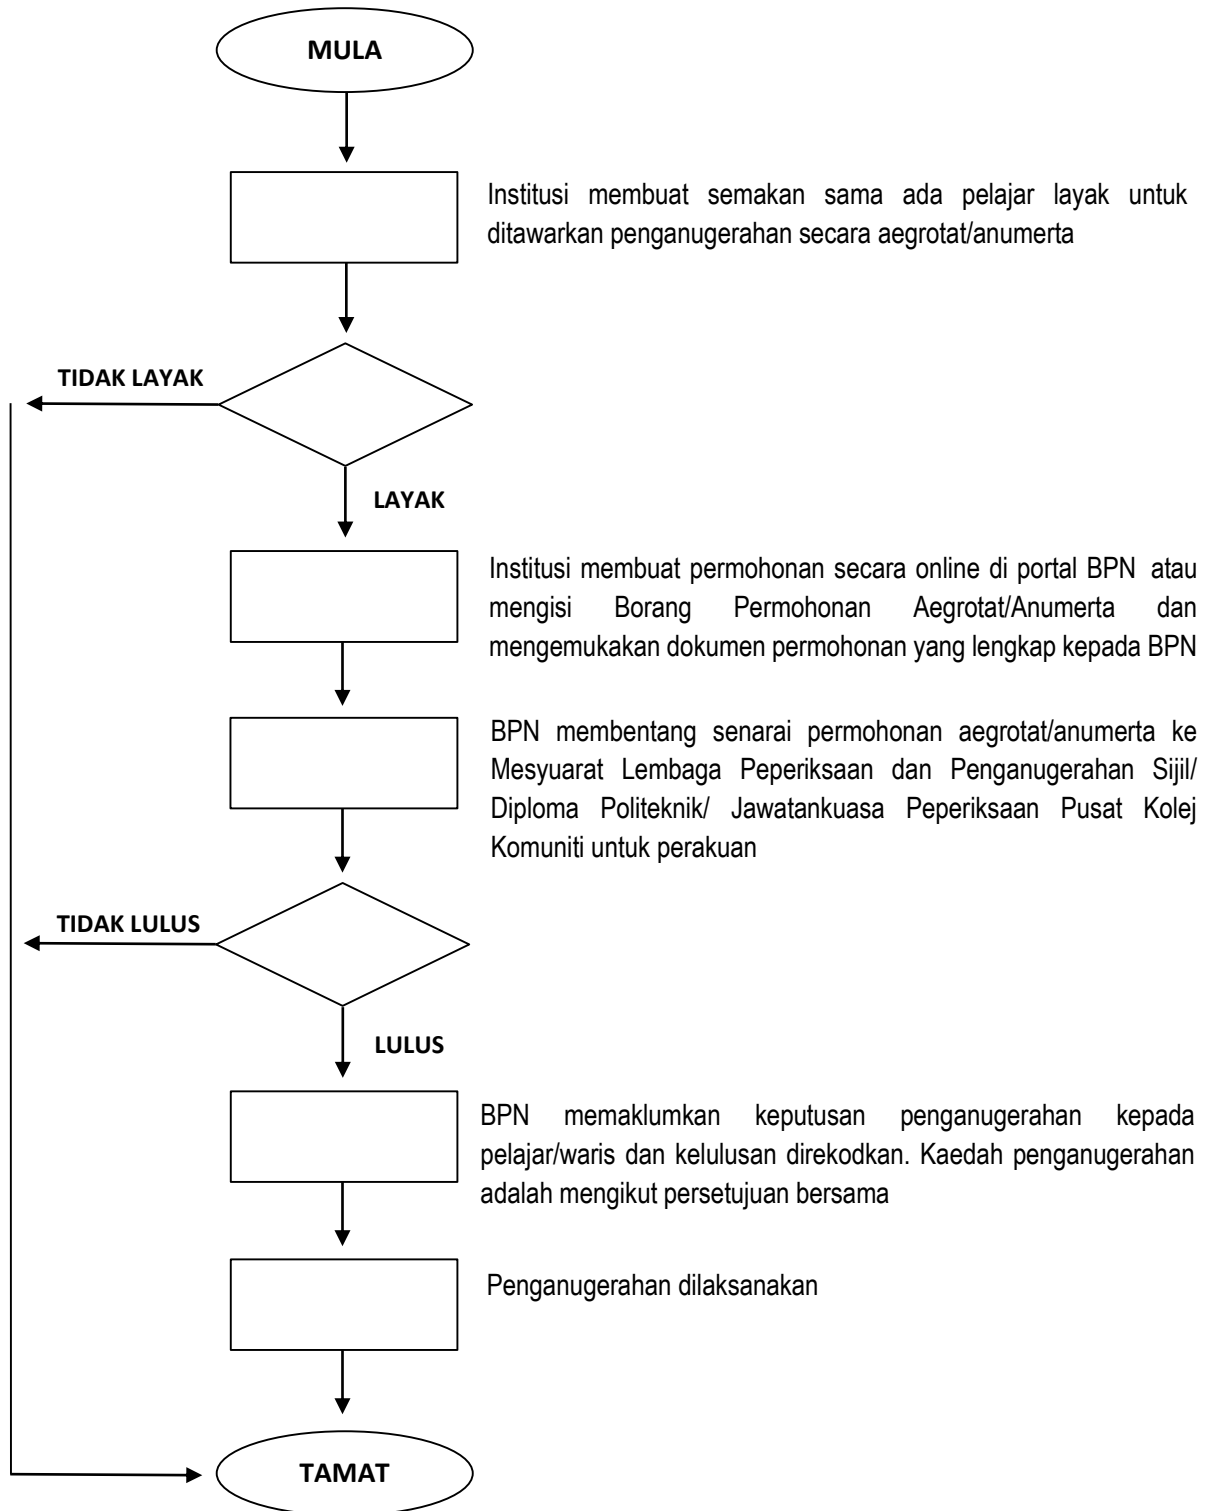 MULA
Institusi membuat semakan sama ada pelajar layak untuk
ditawarkan penganugerahan secara aegrotat/anumerta
TIDAK LAYAK
LAYAK
Institusi membuat permohonan secara online di portal BPN atau
mengisi Borang Permohonan Aegrotat/Anumerta dan
mengemukakan dokumen permohonan yang lengkap kepada BPN
BPN membentang senarai permohonan aegrotat/anumerta ke
Mesyuarat Lembaga Peperiksaan dan Penganugerahan Sijil/
Diploma Politeknik/ Jawatankuasa Peperiksaan Pusat Kolej
Komuniti untuk perakuan
TIDAK LULUS
LULUS
BPN memaklumkan keputusan penganugerahan kepada
pelajar/waris dan kelulusan direkodkan. Kaedah penganugerahan
adalah mengikut persetujuan bersama
Penganugerahan dilaksanakan
TAMAT